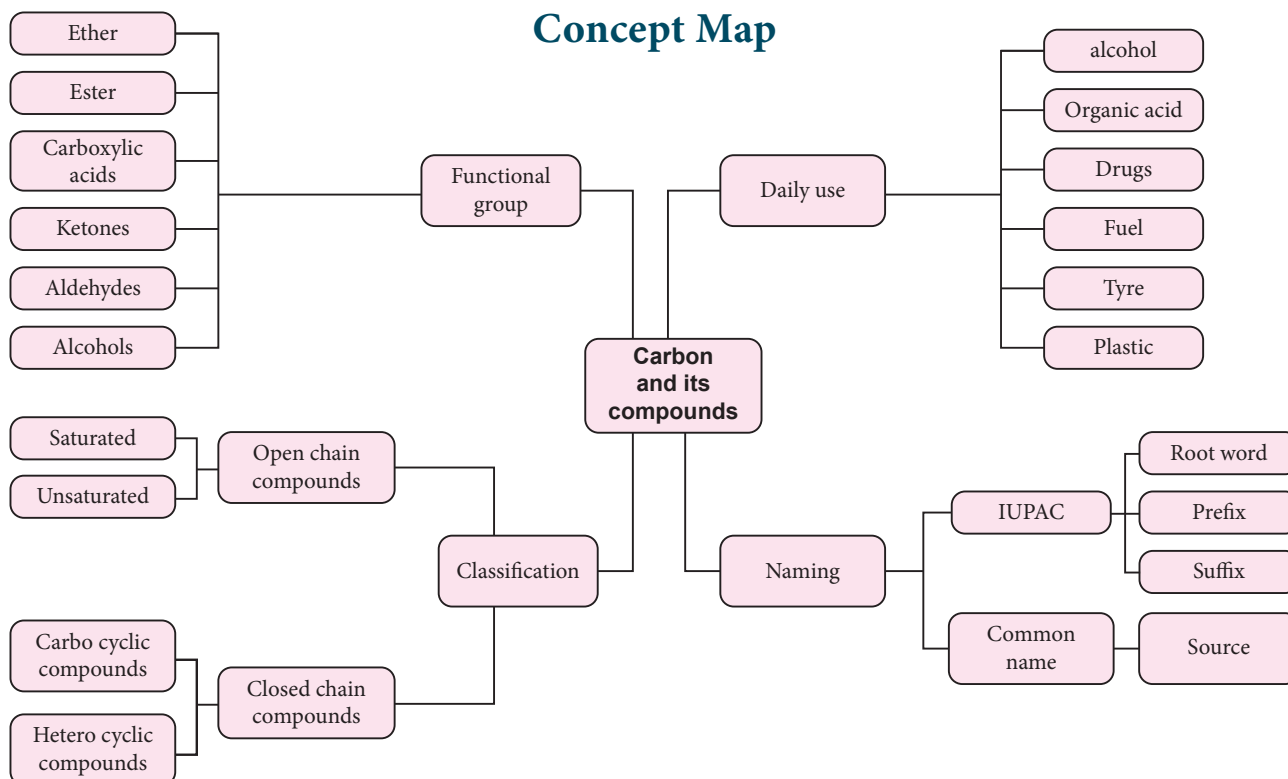 Concept Map
Ether
Ester
Carboxylic
acids
Ketones
Aldehydes
Alcohols
Functional
group
Daily use
alcohol
Organic acid
Drugs
Fuel
Tyre
Plastic
Carbon
and its
compounds
Saturated
Unsaturated
Open chain
compounds
Classification
Carbo cyclic
compounds
Hetero cyclic
compounds
Closed chain
compounds
Naming
IUPAC
Root word
Prefix
Suffix
Common
name
Source